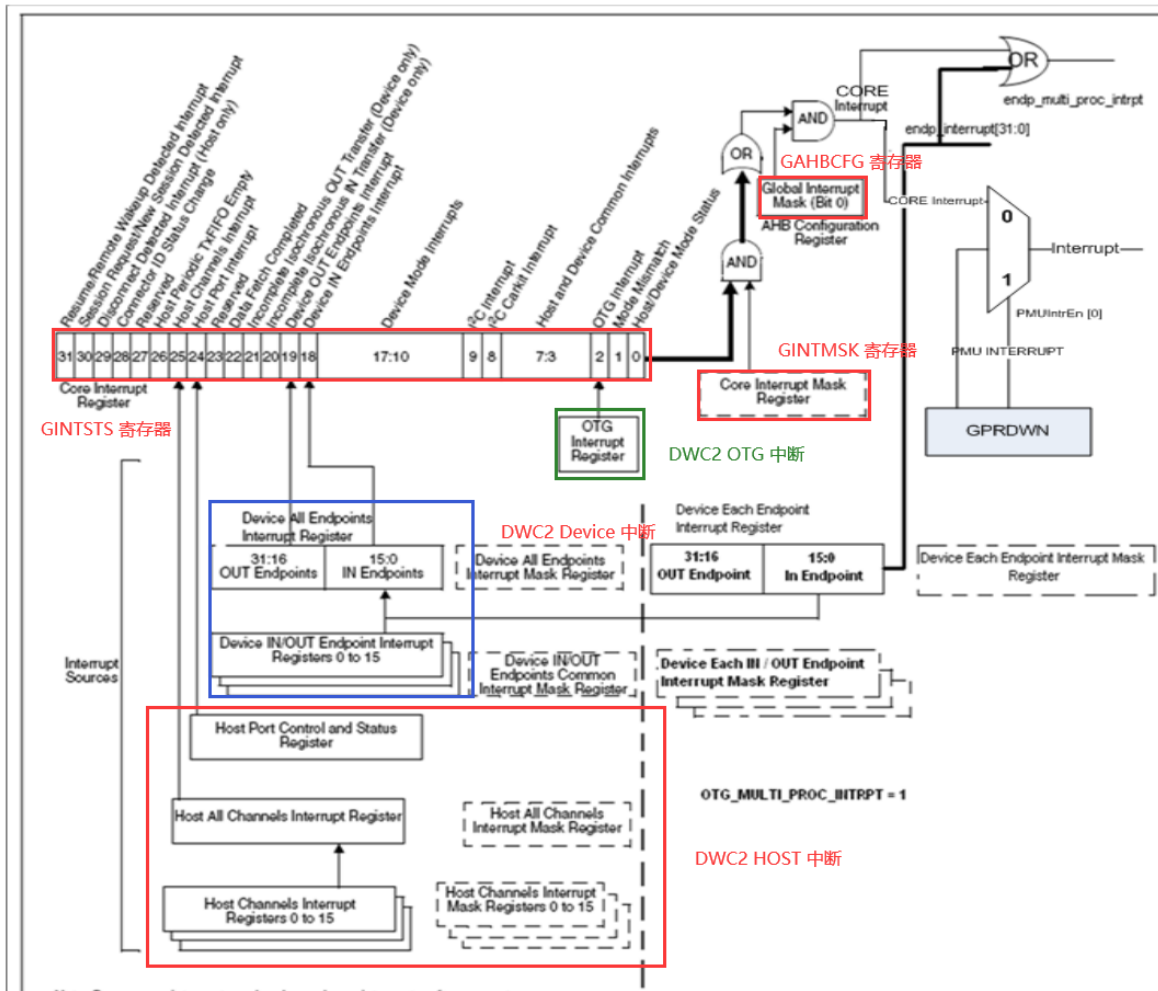 Resume/Remote Wakeup Detected Interrupt
Session Request/New Session Detected Interrupt
Disconnect Detected Interrupt (Host only)
Connector ID Status Change
Reserved
Host Periodic TxFIFO Empty
Host Channels Interrupt
Host Port Interrupt
Reserved
Data Fetch Completed
Incomplete Isochronous OUT Transfer (Device only)
Incomplete Isochronous IN Transfer (Device only)
Device OUT Endpoints Interrupt
Device IN Endpoints Interrupt
Device Mode Interrupts
I²C Interrupt
I²C Carkit Interrupt
Host and Device Common Interrupts
OTG Interrupt
Mode Mismatch
Host/Device Mode Status
31 30 29 28 27 26 25 24 23 22 21 20 19 18 17:10 9 8 7:3 2 1 0
Core Interrupt
Register
GINTSTS 寄存器
OR
endp_multi_proc_intrpt
CORE
Interrupt
AND
endp_interrupt[31:0]
OR
GAHBCFG 寄存器
Global Interrupt
Mask (Bit 0)
AHB Configuration
Register
CORE Interrupt
0
1
Interrupt
PMUIntrEn [0]
PMU INTERRUPT
GPRDWN
AND
GINTMSK 寄存器
Core Interrupt Mask
Register
OTG
Interrupt
Register
DWC2 OTG 中断
Interrupt
Sources
Device All Endpoints
Interrupt Register
31:16
OUT Endpoints
15:0
IN Endpoints
DWC2 Device 中断
Device All Endpoints
Interrupt Mask Register
Device Each Endpoint
Interrupt Register
31:16
OUT Endpoint
15:0
In Endpoint
Device Each Endpoint Interrupt Mask
Register
Device IN/OUT Endpoint Interrupt
Registers 0 to 15
Device IN/OUT
Endpoints Common
Interrupt Mask Register
Device Each IN / OUT Endpoint
Interrupt Mask Register
Host Port Control and Status
Register
OTG_MULTI_PROC_INTRPT = 1
Host All Channels Interrupt Register
Host All Channels
Interrupt Mask Register
DWC2 HOST 中断
Host Channels Interrupt
Registers 0 to 15
Host Channels Interrupt
Mask Registers 0 to 15